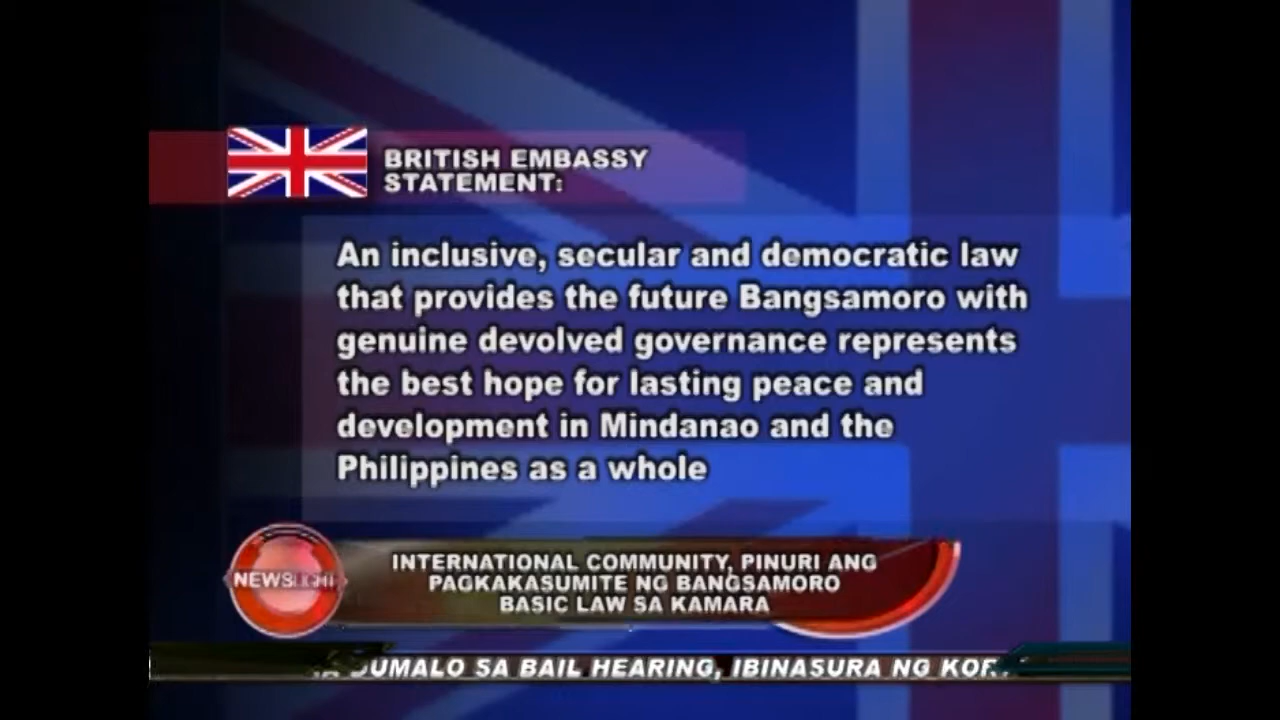 BRITISH EMBASSY
STATEMENT:
An inclusive, secular and democratic law
that provides the future Bangsamoro with
genuine devolved governance represents
the best hope for lasting peace and
development in Mindanao and the
Philippines as a whole
INTERNATIONAL COMMUNITY, PINURI ANG
NEWSLIGHT
PAGKAKASUMITE NG BANGSAMORO
BASIC LAW SA KAMARA
DUMALO SA BAIL HEARING, IBINASURA NG